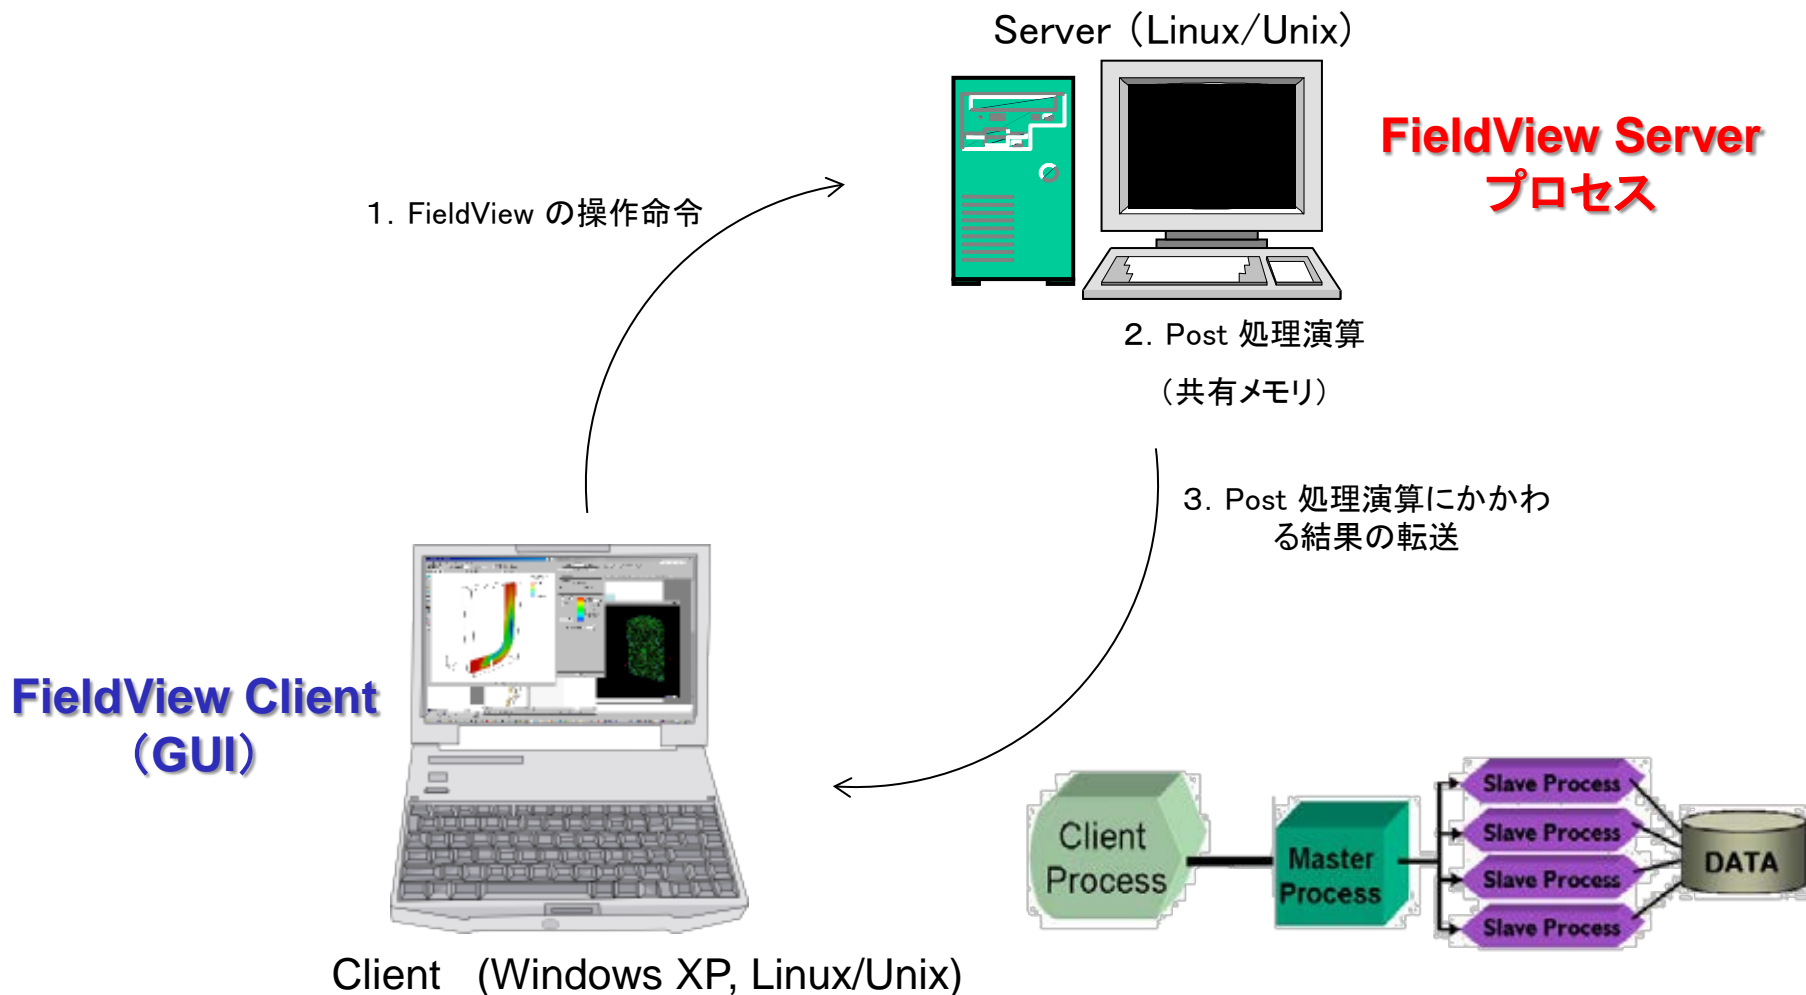 Server（Linux/Unix）
FieldView Server
プロセス
１．FieldView の操作命令
２．Post 処理演算
（共有メモリ）
３．Post 処理演算にかかわ
る結果の転送
FieldView Client
（GUI）
Client
Process
Master
Process
Slave Process
Slave Process
Slave Process
Slave Process
DATA
Client (Windows XP, Linux/Unix)